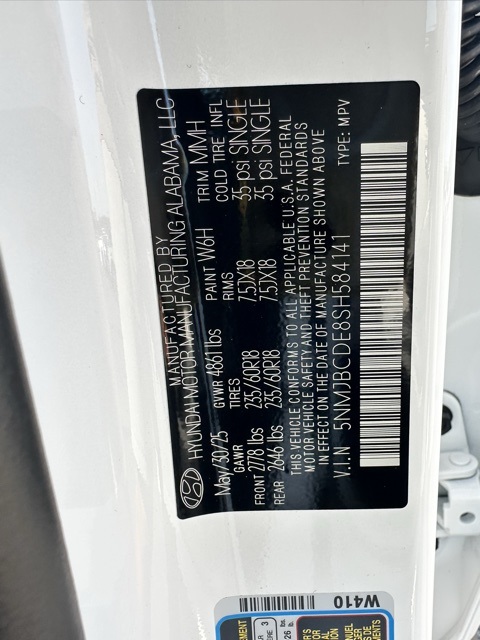 MANUFACTURED BY
HYUNDAI MOTOR MANUFACTURING ALABAMA, LLC
May/30/25 GVWR 4861 lbs PAINT W6H TRIM MMH
GAWR TIRES RIMS COLD TIRE INFL
FRONT 2778 lbs 235/60R18 7.5JX18 35 psi SINGLE
REAR 2646 lbs 235/60R18 7.5JX18 35 psi SINGLE
THIS VEHICLE CONFORMS TO ALL APPLICABLE U.S.A. FEDERAL
MOTOR VEHICLE SAFETY AND THEFT PREVENTION STANDARDS
IN EFFECT ON THE DATE OF MANUFACTURE SHOWN ABOVE
V.I.N 5NMJBCDE8SH584141 TYPE: MPV
W410